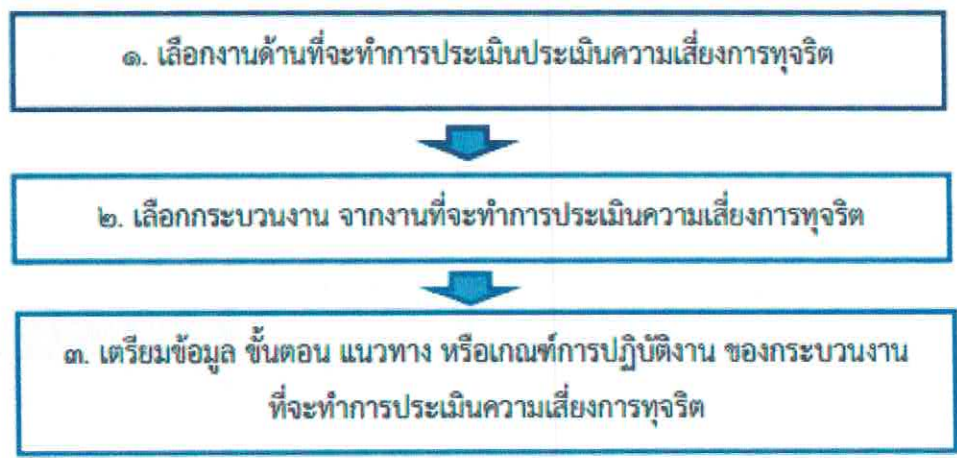 ๑. เลือกงานด้านที่จะทำการประเมินประเมินความเสี่ยงการทุจริต
๒. เลือกกระบวนงาน จากงานที่จะทำการประเมินความเสี่ยงการทุจริต
๓. เตรียมข้อมูล ขั้นตอน แนวทาง หรือเกณฑ์การปฏิบัติงาน ของกระบวนงาน
ที่จะทำการประเมินความเสี่ยงการทุจริต